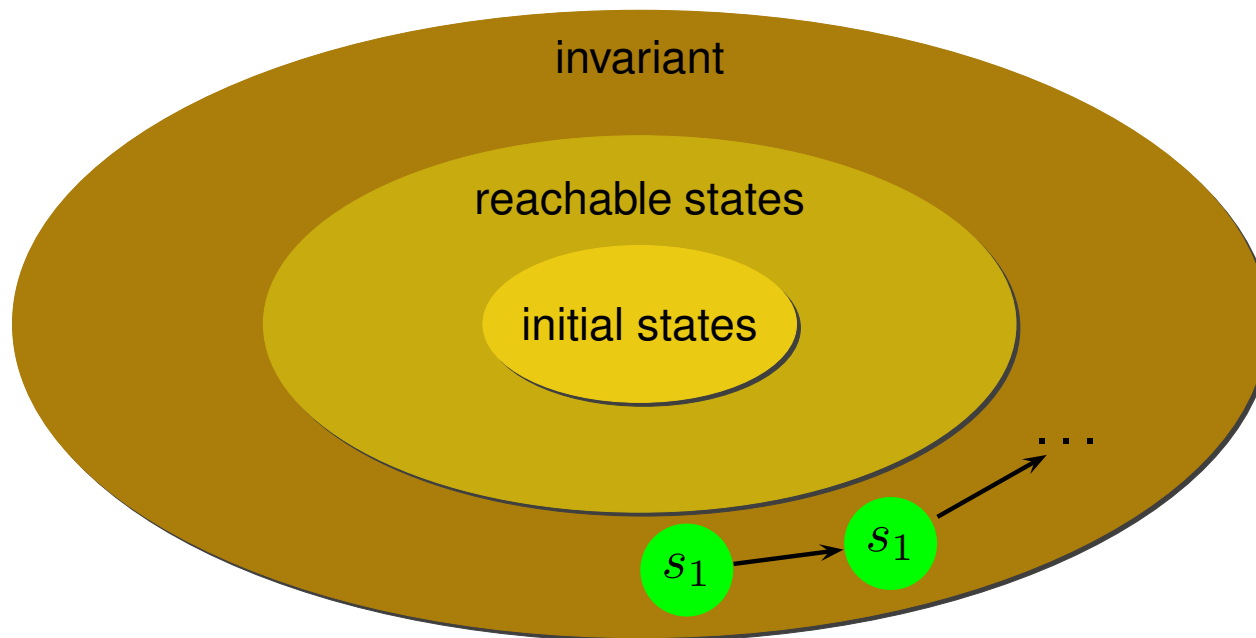 invariant
reachable states
initial states
...
s₁
s₁